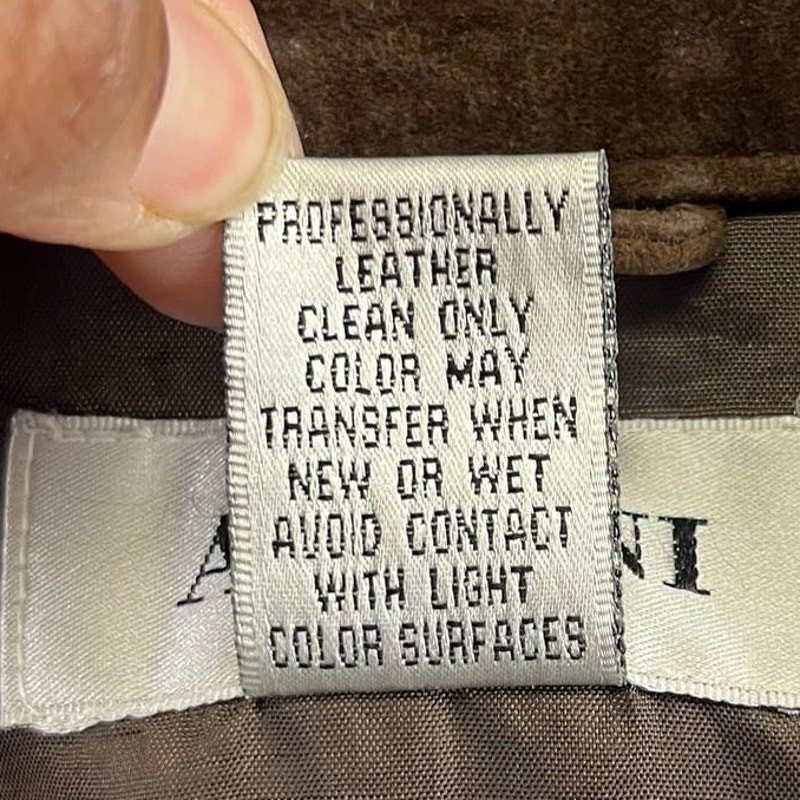 PROFESSIONALLY
LEATHER
CLEAN ONLY
COLOR MAY
TRANSFER WHEN
NEW OR WET
AVOID CONTACT
WITH LIGHT
COLOR SURFACES